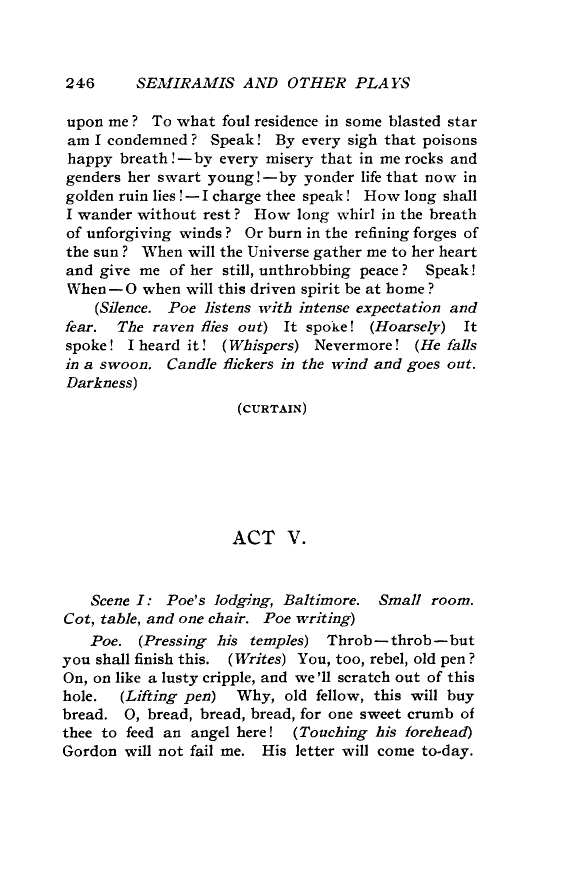 246 SEMIRAMIS AND OTHER PLAYS
upon me? To what foul residence in some blasted star
am I condemned? Speak! By every sigh that poisons
happy breath!—by every misery that in me rocks and
genders her swart young!—by yonder life that now in
golden ruin lies!—I charge thee speak! How long shall
I wander without rest? How long whirl in the breath
of unforgiving winds? Or burn in the refining forges of
the sun? When will the Universe gather me to her heart
and give me of her still, unthrobbing peace? Speak!
When—O when will this driven spirit be at home?
(Silence. Poe listens with intense expectation and
fear. The raven flies out) It spoke! (Hoarsely) It
spoke! I heard it! (Whispers) Nevermore! (He falls
in a swoon. Candle flickers in the wind and goes out.
Darkness)
(CURTAIN)
ACT V.
Scene I: Poe's lodging, Baltimore. Small room.
Cot, table, and one chair. Poe writing)
Poe. (Pressing his temples) Throb—throb—but
you shall finish this. (Writes) You, too, rebel, old pen?
On, on like a lusty cripple, and we'll scratch out of this
hole. (Lifting pen) Why, old fellow, this will buy
bread. O, bread, bread, bread, for one sweet crumb of
thee to feed an angel here! (Touching his forehead)
Gordon will not fail me. His letter will come to-day.